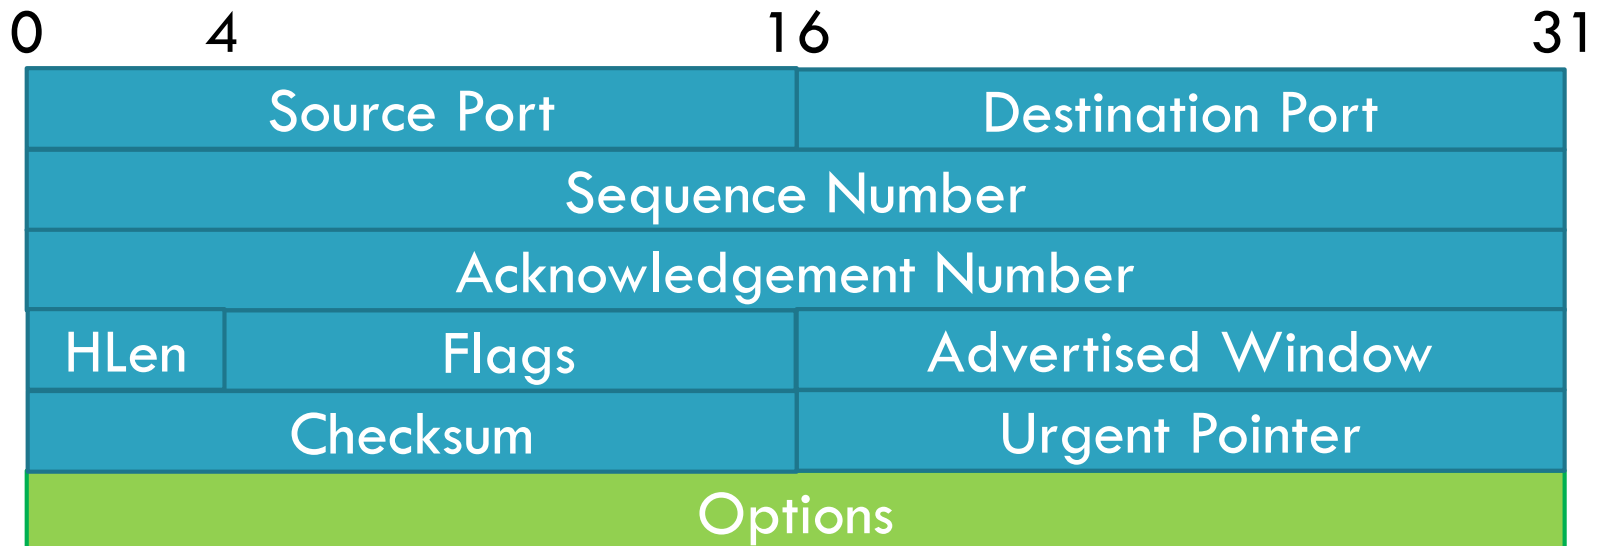 0 4 16 31
Source Port Destination Port
Sequence Number
Acknowledgement Number
HLen Flags Advertised Window
Checksum Urgent Pointer
Options